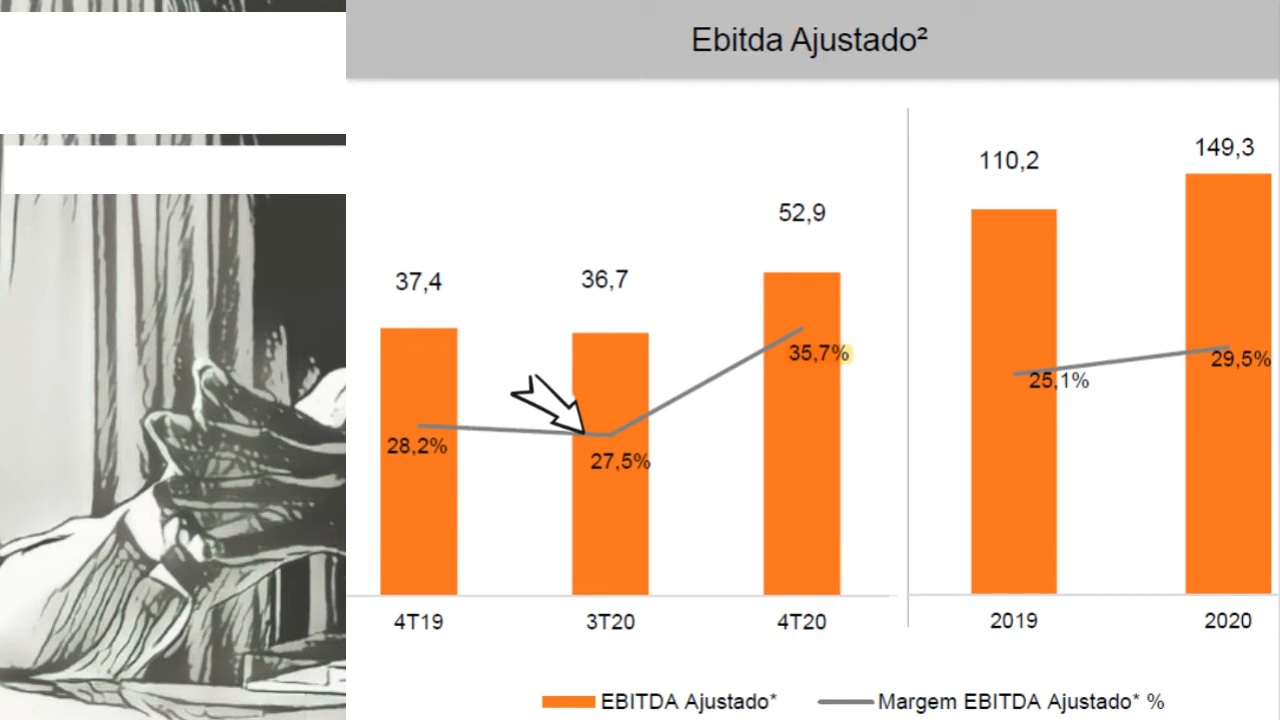 Ebitda Ajustado²
37,4
36,7
52,9
110,2
149,3
28,2%
27,5%
35,7%
25,1%
29,5%
4T19
3T20
4T20
2019
2020
EBITDA Ajustado*
Margem EBITDA Ajustado* %